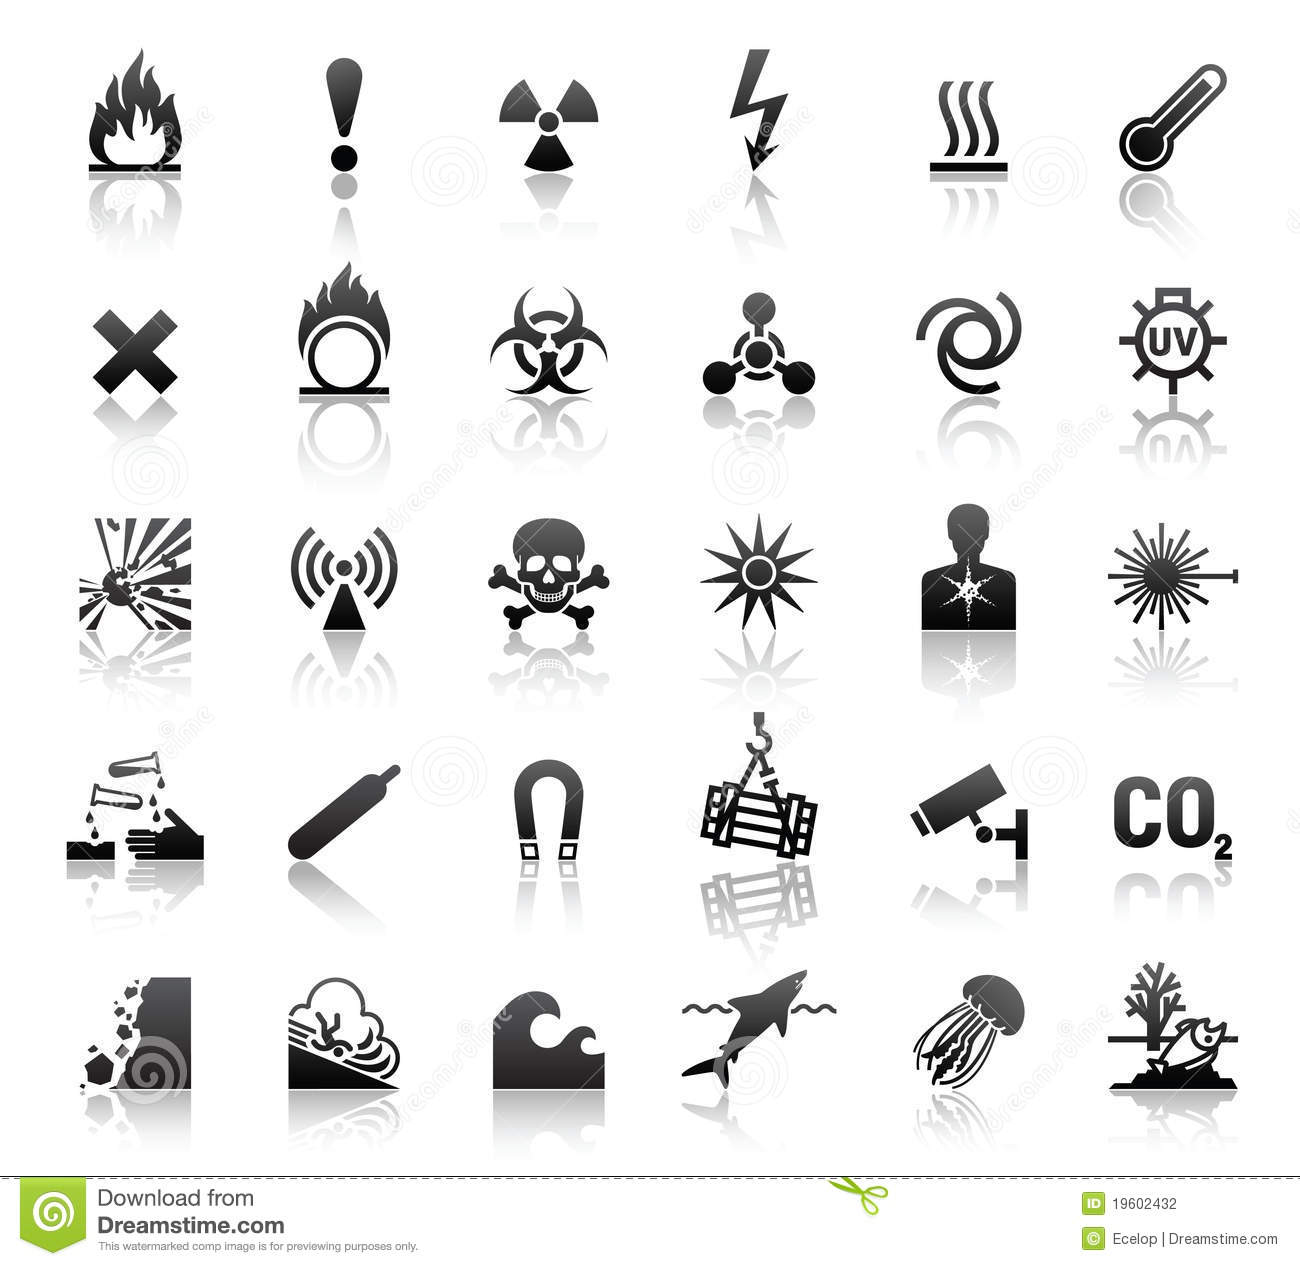 UV
CO2
Download from
Dreamstime.com
This watermarked comp image is for previewing purposes only.
ID 19602432
© Ecelop | Dreamstime.com